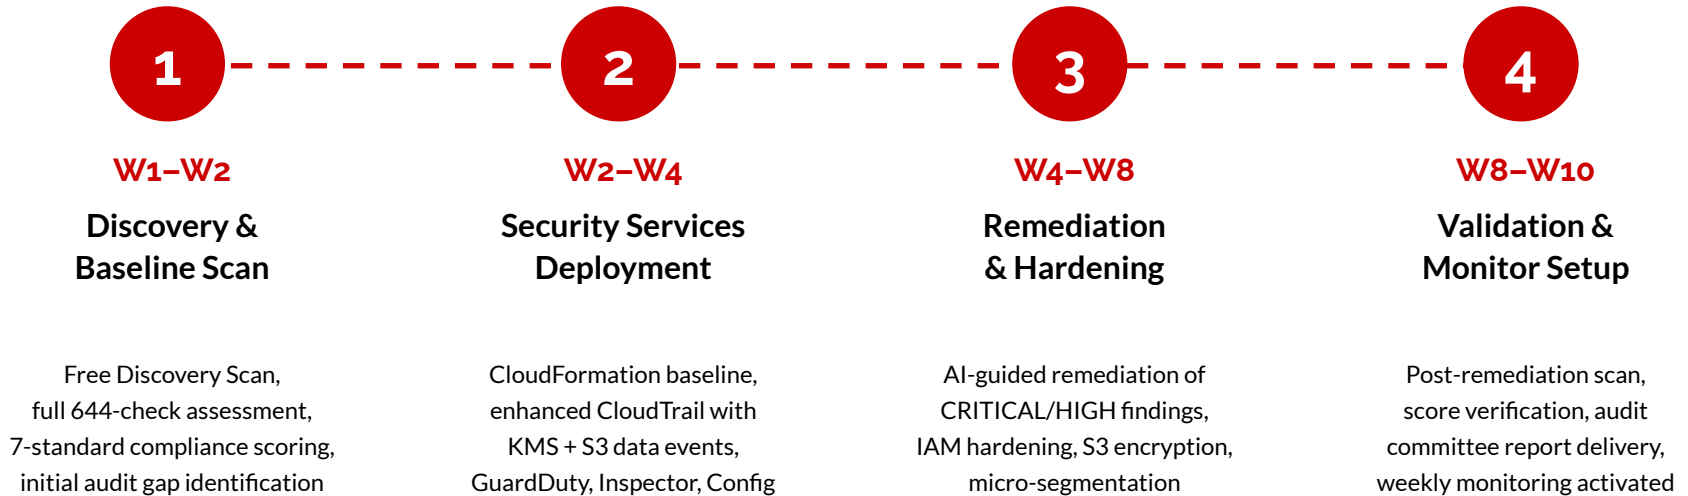 1
W1–W2
Discovery &
Baseline Scan
Free Discovery Scan,
full 644-check assessment,
7-standard compliance scoring,
initial audit gap identification
2
W2–W4
Security Services
Deployment
CloudFormation baseline,
enhanced CloudTrail with
KMS + S3 data events,
GuardDuty, Inspector, Config
3
W4–W8
Remediation
& Hardening
AI-guided remediation of
CRITICAL/HIGH findings,
IAM hardening, S3 encryption,
micro-segmentation
4
W8–W10
Validation &
Monitor Setup
Post-remediation scan,
score verification, audit
committee report delivery,
weekly monitoring activated